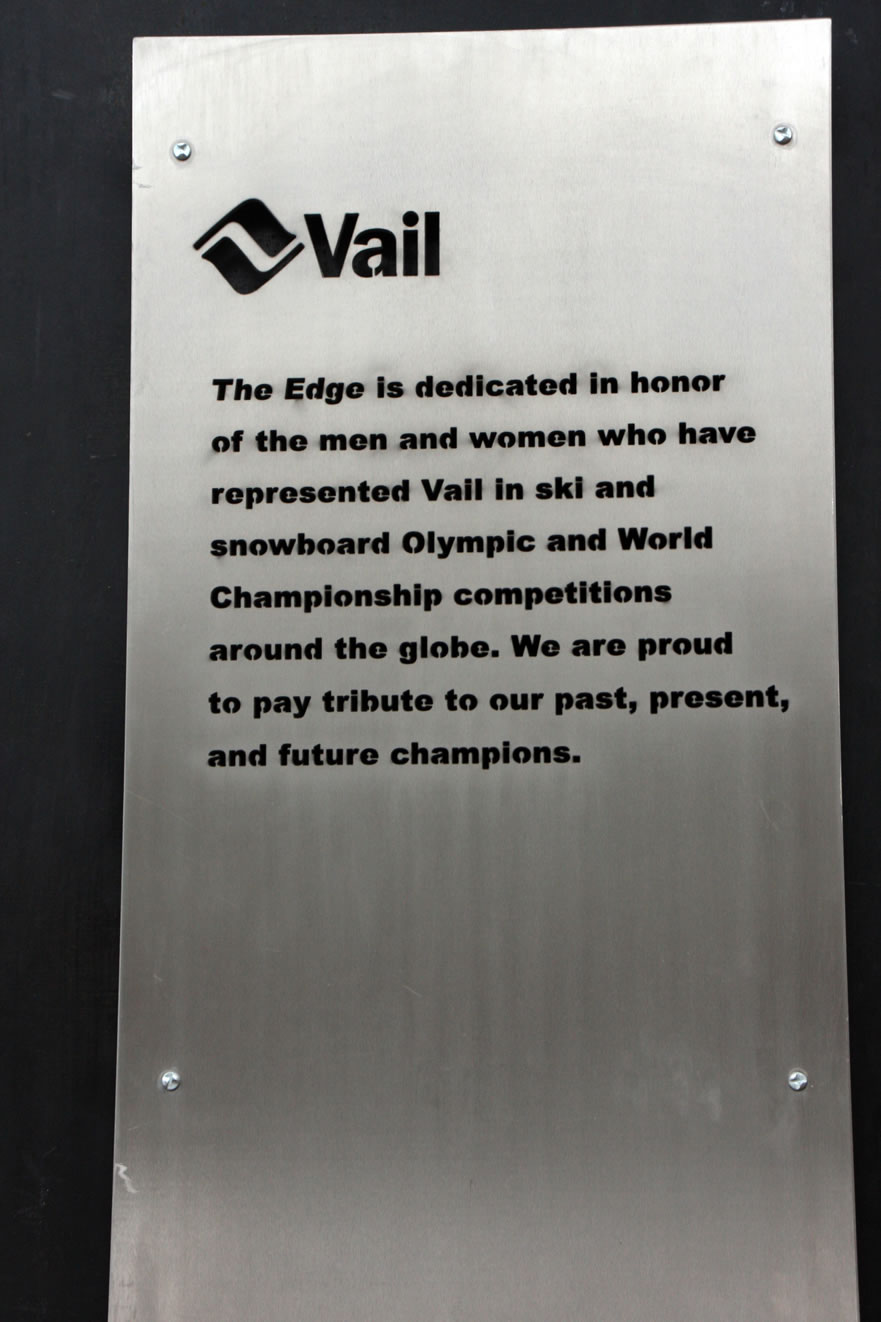 Vail
The Edge is dedicated in honor
of the men and women who have
represented Vail in ski and
snowboard Olympic and World
Championship competitions
around the globe. We are proud
to pay tribute to our past, present,
and future champions.